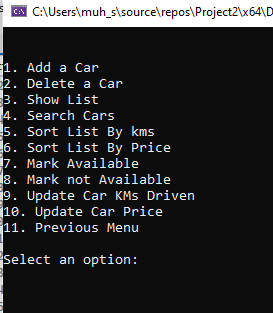 C:\Users\muh_s\source\repos\Project2\x64\D
1. Add a Car
2. Delete a Car
3. Show List
4. Search Cars
5. Sort List By kms
6. Sort List By Price
7. Mark Available
8. Mark not Available
9. Update Car KMs Driven
10. Update Car Price
11. Previous Menu
Select an option: